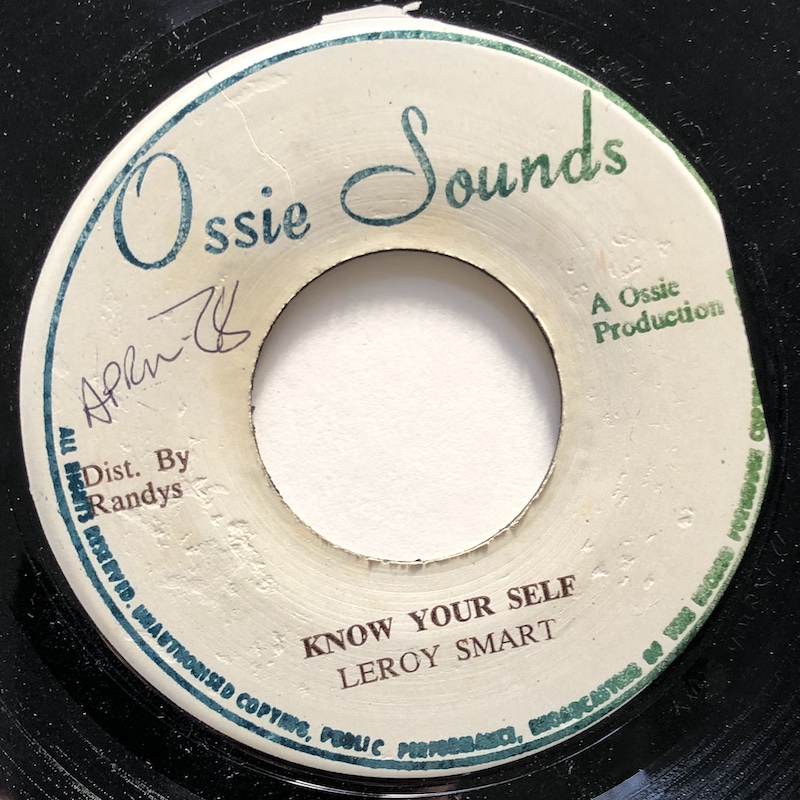 Ossie Sounds
A Ossie
Production
APRIL-78
Dist. By
Randys
KNOW YOUR SELF
LEROY SMART
ALL RIGHTS RESERVED. UNAUTHORISED COPYING, PUBLIC PERFORMANCE, BROADCASTING OF THIS RECORD